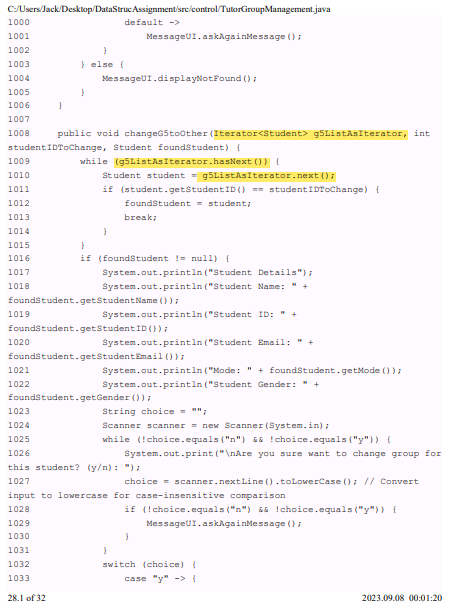 C:/Users/Jack/Desktop/DataStrucAssignment/src/control/TutorGroupManagement.java
1000                default ->
1001                    MessageUI.askAgainMessage();
1002            }
1003        } else {
1004            MessageUI.displayNotFound();
1005        }
1006    }
1007
1008    public void changeG5toOther(Iterator<Student> g5ListAsIterator, int
studentIDToChange, Student foundStudent) {
1009        while (g5ListAsIterator.hasNext()) {
1010            Student student = g5ListAsIterator.next();
1011            if (student.getStudentID() == studentIDToChange) {
1012                foundStudent = student;
1013                break;
1014            }
1015        }
1016        if (foundStudent != null) {
1017            System.out.println("Student Details");
1018            System.out.println("Student Name: " +
foundStudent.getStudentName());
1019            System.out.println("Student ID: " +
foundStudent.getStudentID());
1020            System.out.println("Student Email: " +
foundStudent.getStudentEmail());
1021            System.out.println("Mode: " + foundStudent.getMode());
1022            System.out.println("Student Gender: " +
foundStudent.getGender());
1023            String choice = "";
1024            Scanner scanner = new Scanner(System.in);
1025            while (!choice.equals("n") && !choice.equals("y")) {
1026                System.out.print("\nAre you sure want to change group for
this student? (y/n): ");
1027                choice = scanner.nextLine().toLowerCase(); // Convert
input to lowercase for case-insensitive comparison
1028                if (!choice.equals("n") && !choice.equals("y")) {
1029                    MessageUI.askAgainMessage();
1030                }
1031            }
1032            switch (choice) {
1033                case "y" -> {
28.1 of 32 2023.09.08 00:01:20